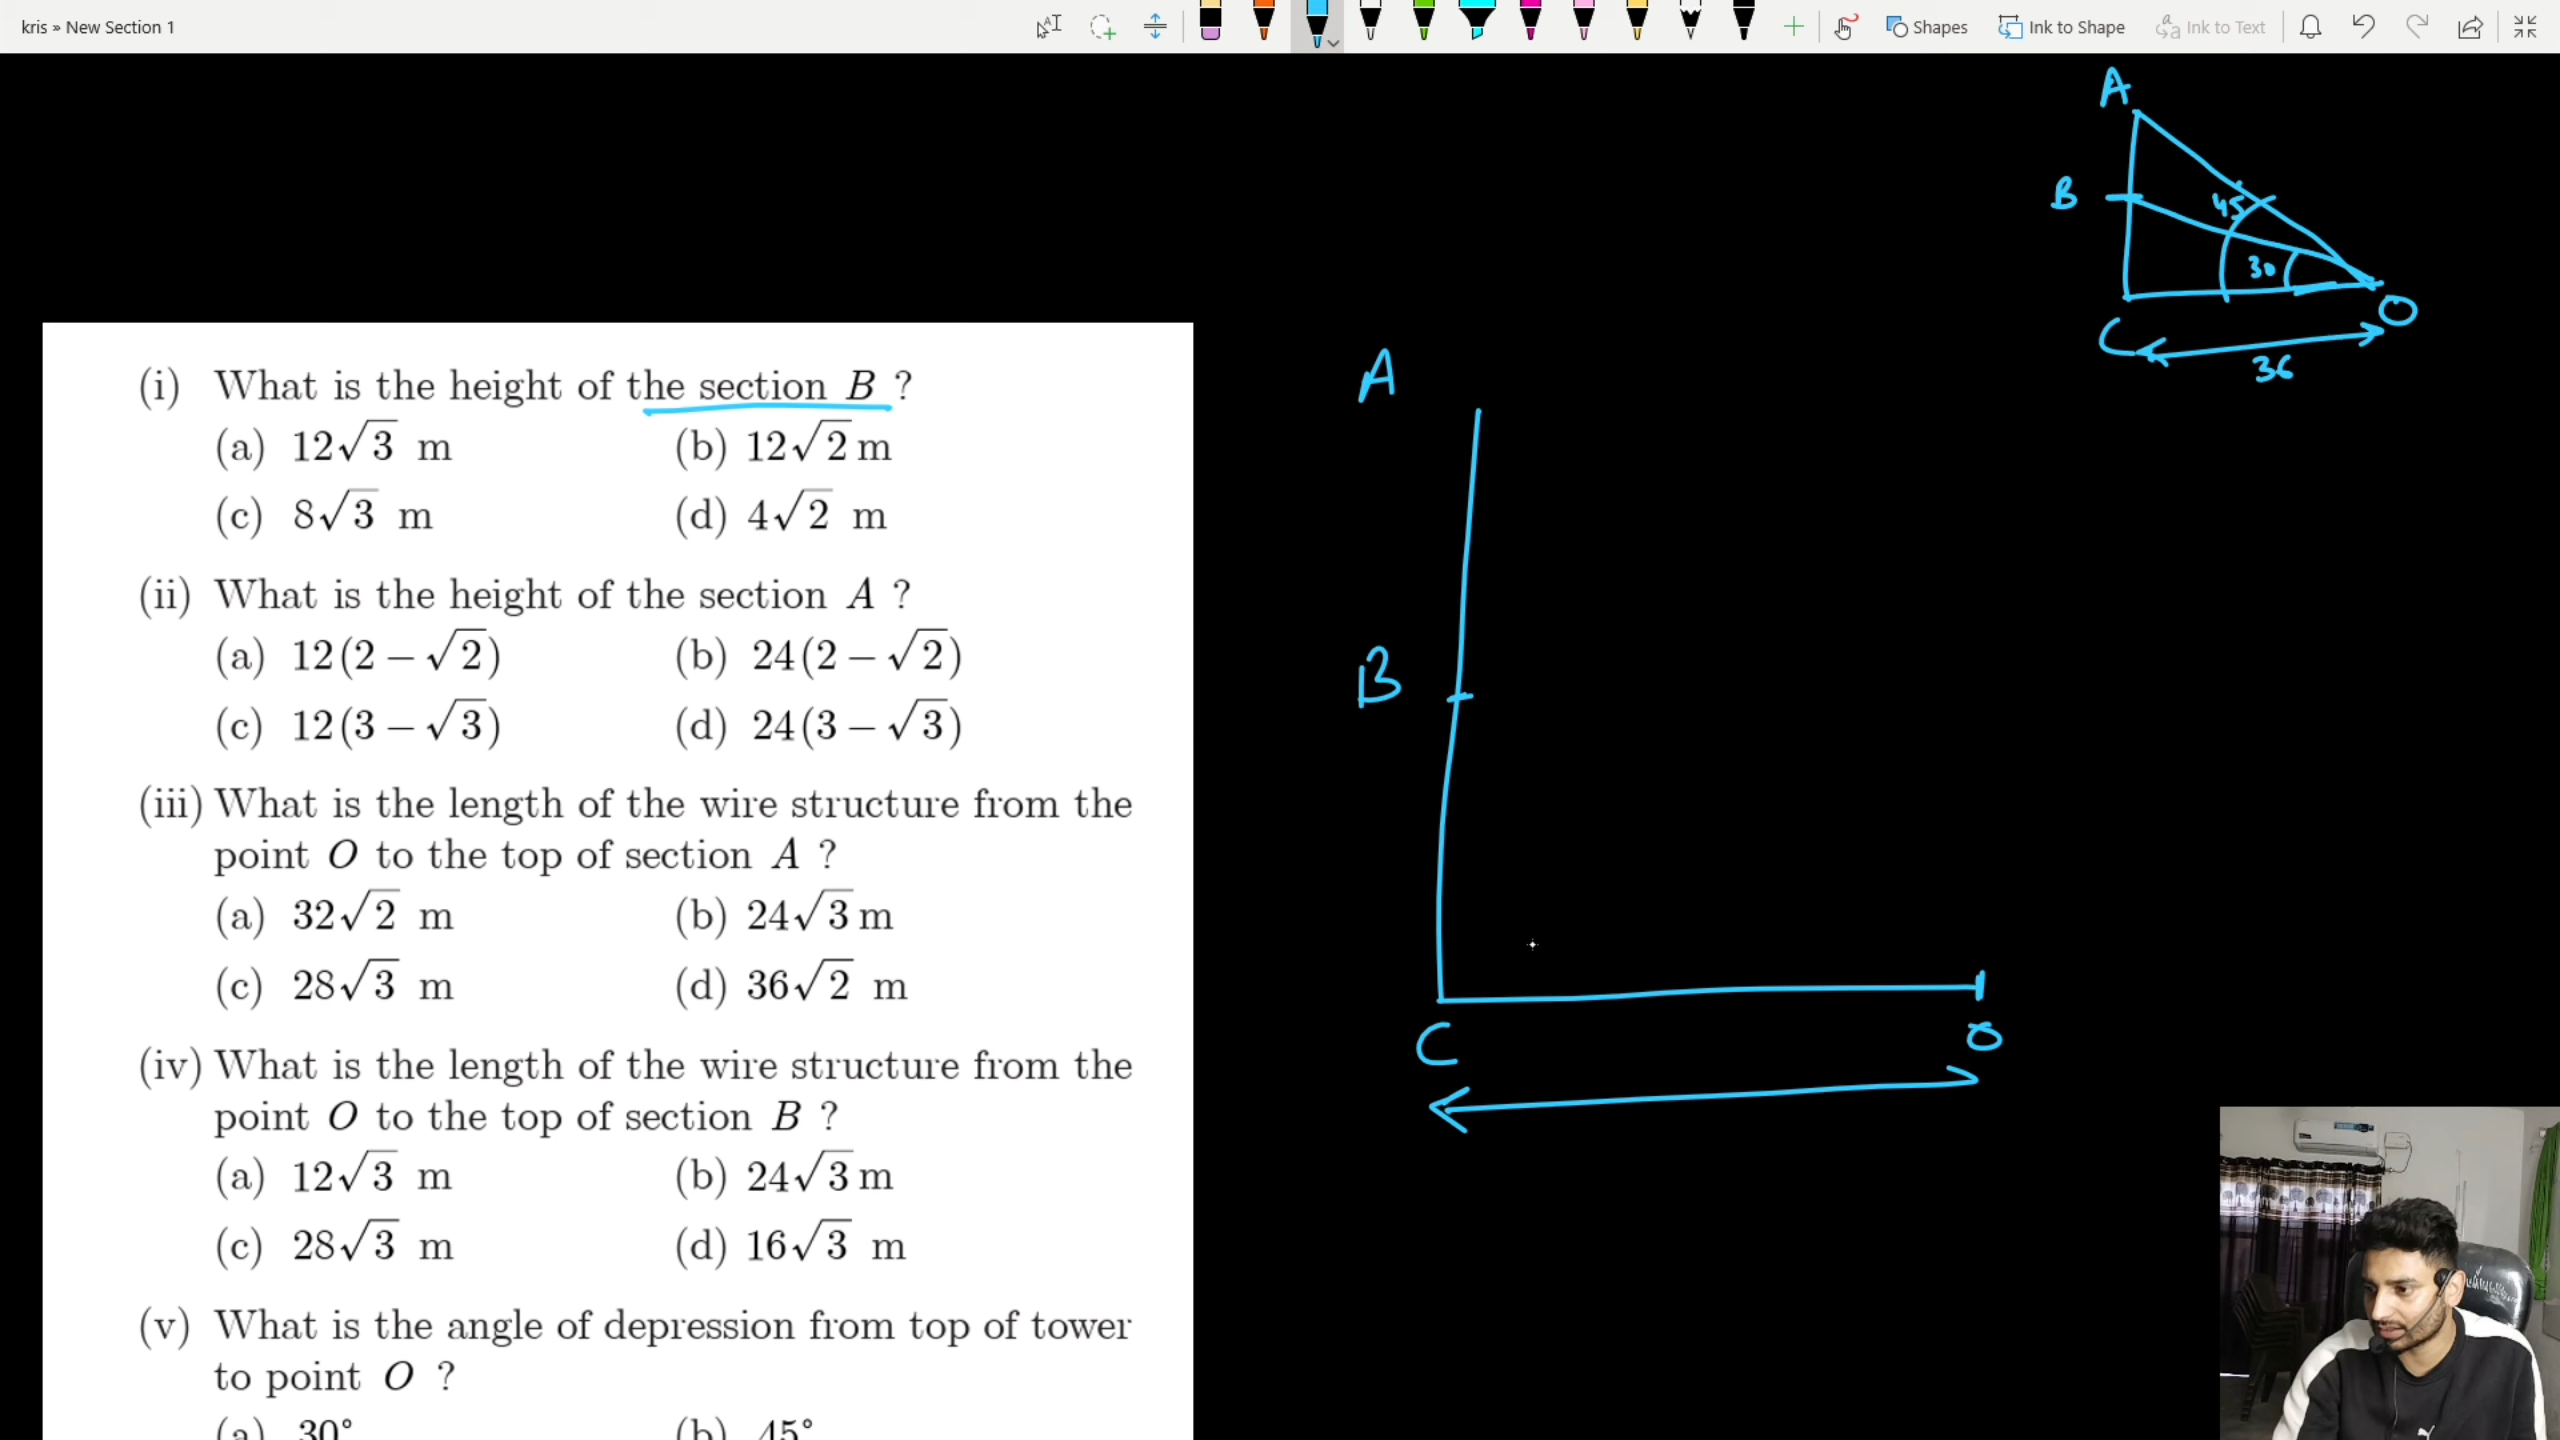 kris » New Section 1
Shapes
Ink to Shape
Ink to Text
A
B
45
30
C
O
36
(i) What is the height of the section B ?
(a) 12√3 m (b) 12√2 m
(c) 8√3 m (d) 4√2 m
(ii) What is the height of the section A ?
(a) 12(2 – √2) (b) 24(2 – √2)
(c) 12(3 – √3) (d) 24(3 – √3)
(iii) What is the length of the wire structure from the
point O to the top of section A ?
(a) 32√2 m (b) 24√3 m
(c) 28√3 m (d) 36√2 m
(iv) What is the length of the wire structure from the
point O to the top of section B ?
(a) 12√3 m (b) 24√3 m
(c) 28√3 m (d) 16√3 m
(v) What is the angle of depression from top of tower
to point O ?
(a) 30° (b) 45°
A
B
C
O